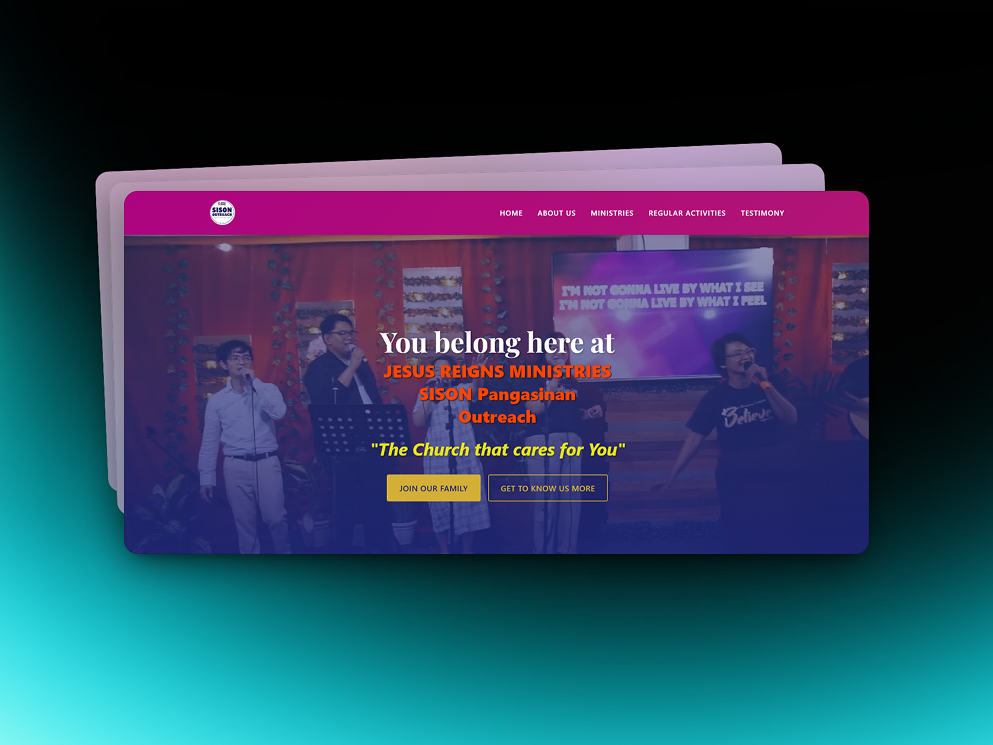 SISON
OUTREACH
HOME ABOUT US MINISTRIES REGULAR ACTIVITIES TESTIMONY
I'M NOT GONNA LIVE BY WHAT I SEE
I'M NOT GONNA LIVE BY WHAT I FEEL
You belong here at
JESUS REIGNS MINISTRIES
SISON Pangasinan
Outreach
Believe
"The Church that cares for You"
JOIN OUR FAMILY GET TO KNOW US MORE